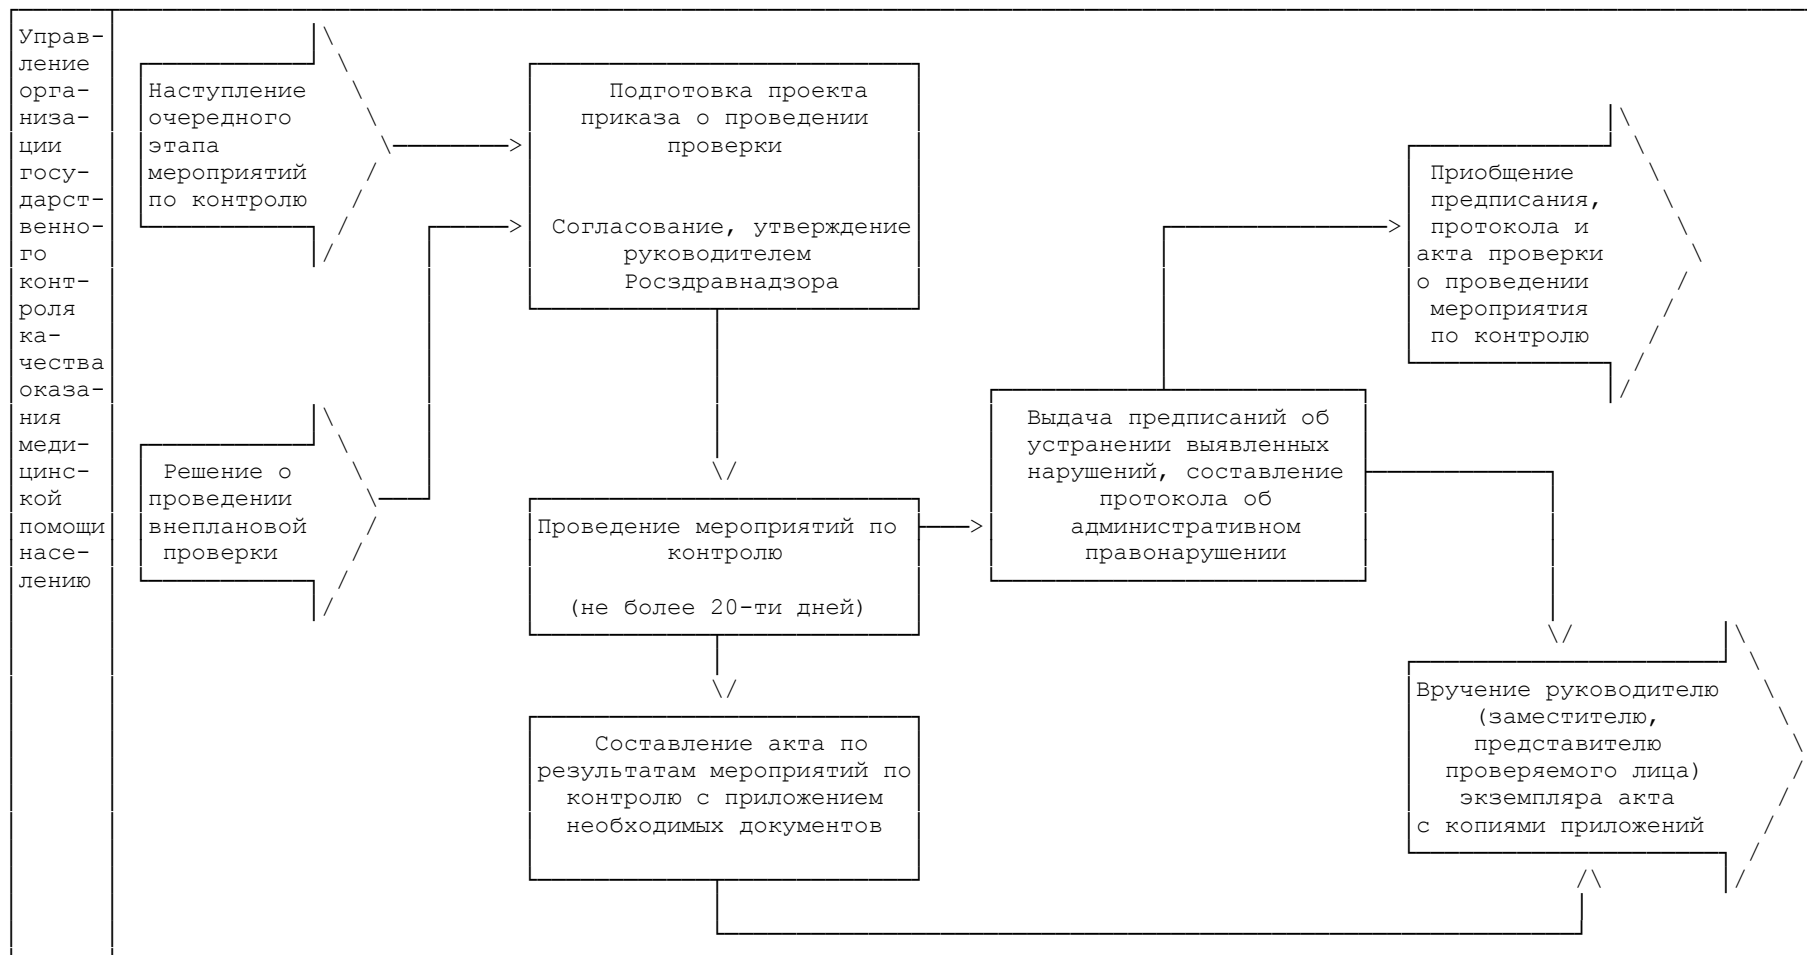 Управ-
ление
орга-
низа-
ции
госу-
дарст-
венно-
го
конт-
роля
ка-
чества
оказа-
ния
меди-
цинс-
кой
помощи
насе-
лению
Наступление
очередного
этапа
мероприятий
по контролю
Решение о
проведении
внеплановой
проверки
Подготовка проекта
приказа о проведении
проверки
Согласование, утверждение
руководителем
Росздравнадзора
Проведение мероприятий по
контролю
(не более 20-ти дней)
Составление акта по
результатам мероприятий по
контролю с приложением
необходимых документов
Выдача предписаний об
устранении выявленных
нарушений, составление
протокола об
административном
правонарушении
Приобщение
предписания,
протокола и
акта проверки
о проведении
мероприятия
по контролю
Вручение руководителю
(заместителю,
представителю
проверяемого лица)
экземпляра акта
с копиями приложений